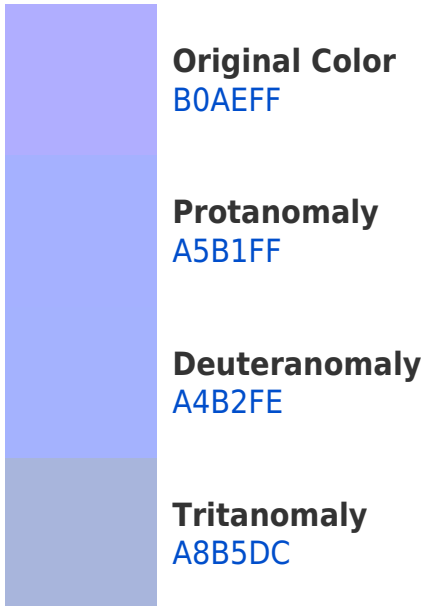 Original Color
B0AEFF
Protanomaly
A5B1FF
Deuteranomaly
A4B2FE
Tritanomaly
A8B5DC